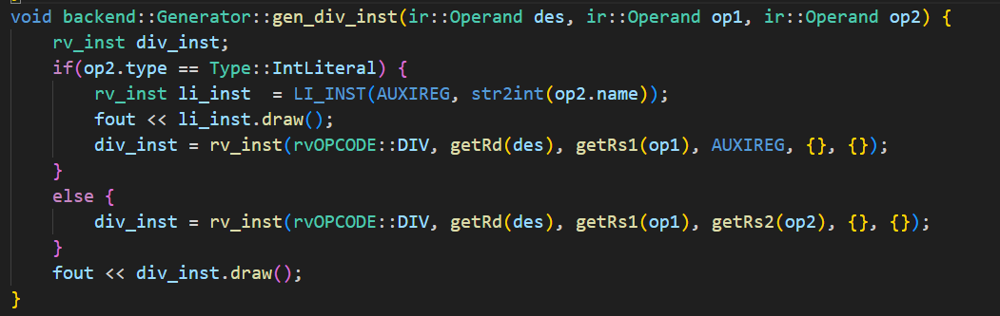 void backend::Generator::gen_div_inst(ir::Operand des, ir::Operand op1, ir::Operand op2) {
    rv_inst div_inst;
    if(op2.type == Type::IntLiteral) {
        rv_inst li_inst  = LI_INST(AUXIREG, str2int(op2.name));
        fout << li_inst.draw();
        div_inst = rv_inst(rvOPCODE::DIV, getRd(des), getRs1(op1), AUXIREG, {}, {});
    }
    else {
        div_inst = rv_inst(rvOPCODE::DIV, getRd(des), getRs1(op1), getRs2(op2), {}, {});
    }
    fout << div_inst.draw();
}